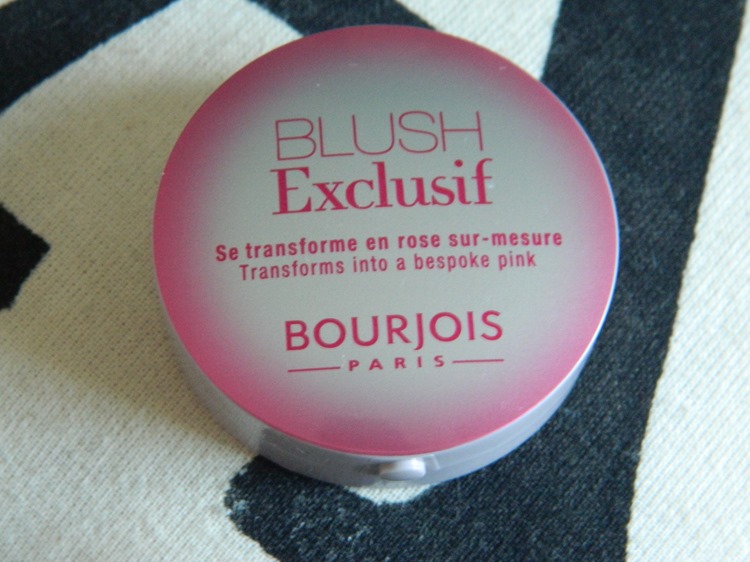 BLUSH
Exclusif
Se transforme en rose sur-mesure
Transforms into a bespoke pink
BOURJOIS
PARIS